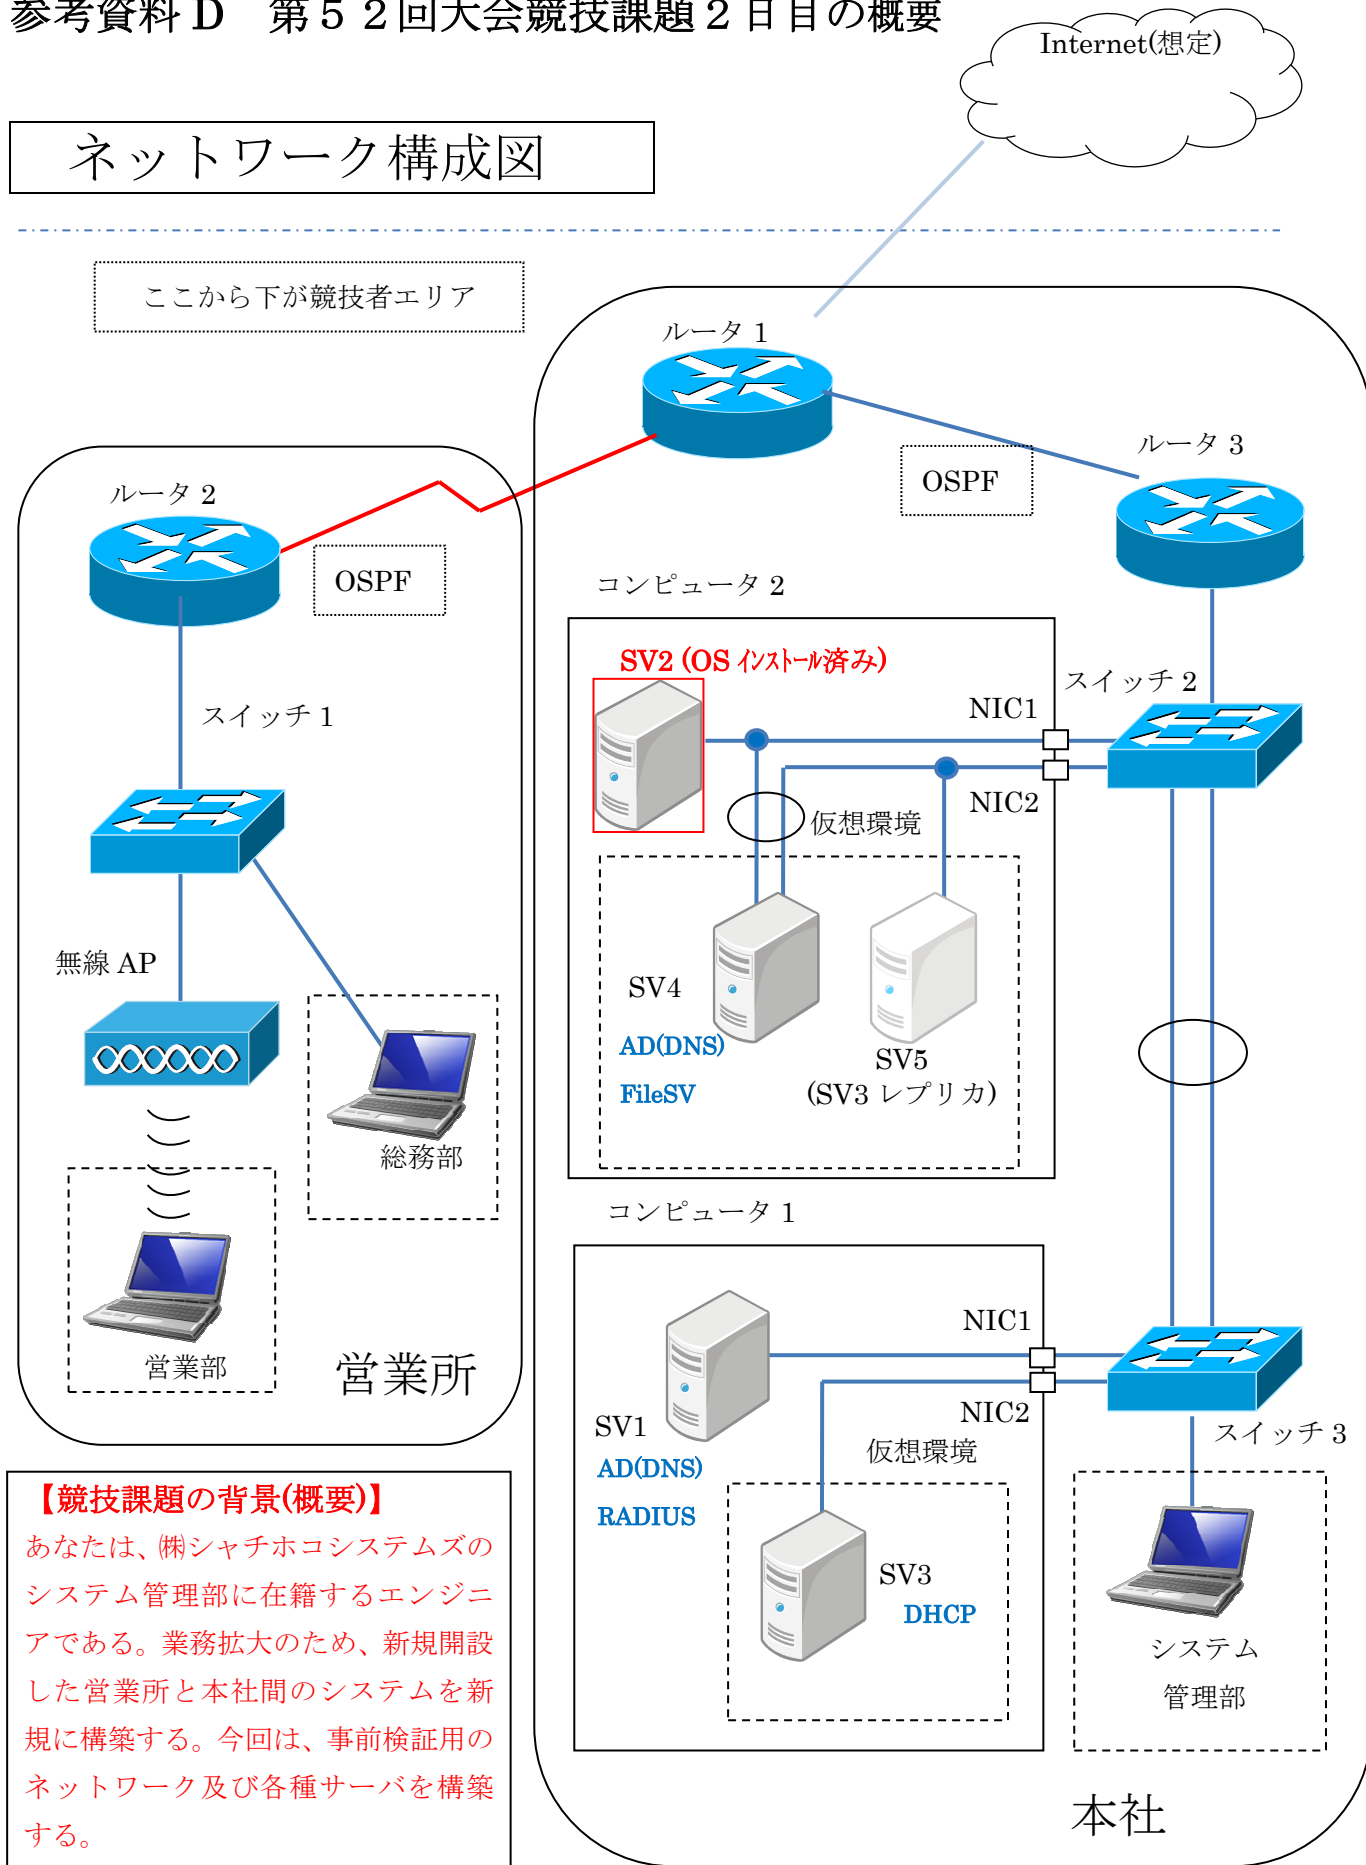 参考資料 D 第５２回大会競技課題２日目の概要
Internet(想定)
ネットワーク構成図
ここから下が競技者エリア
ルータ 1
ルータ 3
OSPF
ルータ 2
OSPF
コンピュータ 2
SV2 (OS ｲﾝｽﾄｰﾙ済み)
スイッチ 2
NIC1
スイッチ 1
NIC2
仮想環境
無線 AP
SV4
AD(DNS)
FileSV
SV5
(SV3 レプリカ)
総務部
コンピュータ 1
NIC1
営業部
営業所
NIC2
SV1
スイッチ 3
仮想環境
AD(DNS)
RADIUS
SV3
DHCP
システム
管理部
【競技課題の背景(概要)】
あなたは、㈱シャチホコシステムズの
システム管理部に在籍するエンジニ
アである。業務拡大のため、新規開設
した営業所と本社間のシステムを新
規に構築する。今回は、事前検証用の
ネットワーク及び各種サーバを構築
する。
本社